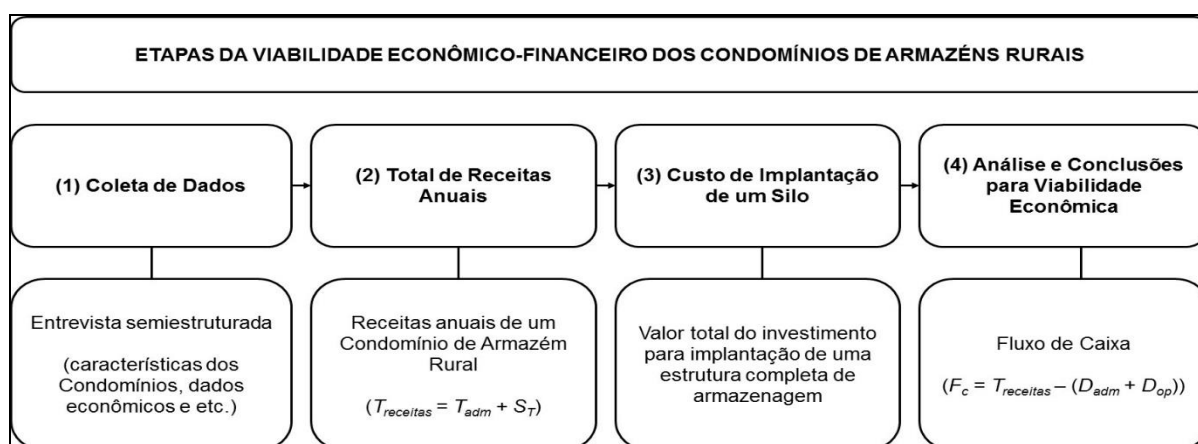 ETAPAS DA VIABILIDADE ECONÔMICO-FINANCEIRO DOS CONDOMÍNIOS DE ARMAZÉNS RURAIS
(1) Coleta de Dados
(2) Total de Receitas
Anuais
(3) Custo de Implantação
de um Silo
(4) Análise e Conclusões
para Viabilidade
Econômica
Entrevista semiestruturada
(características dos
Condomínios, dados
econômicos e etc.)
Receitas anuais de um
Condomínio de Armazém
Rural
(Treceitas = Tadm + ST)
Valor total do investimento
para implantação de uma
estrutura completa de
armazenagem
Fluxo de Caixa
(Fc = Treceitas – (Dadm + Dop))